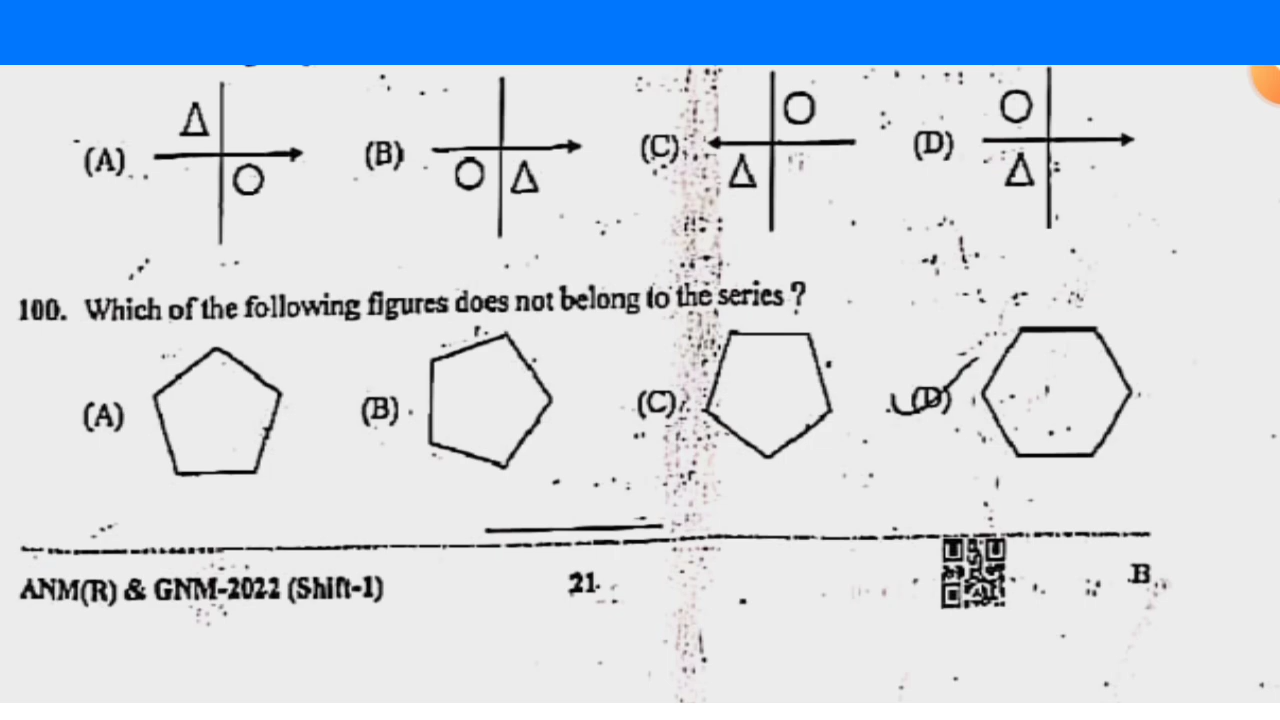 (A) (B) (C) (D)
100. Which of the following figures does not belong to the series ?
(A) (B) (C) (D)
ANM(R) & GNM-2022 (Shift-1) 21 B